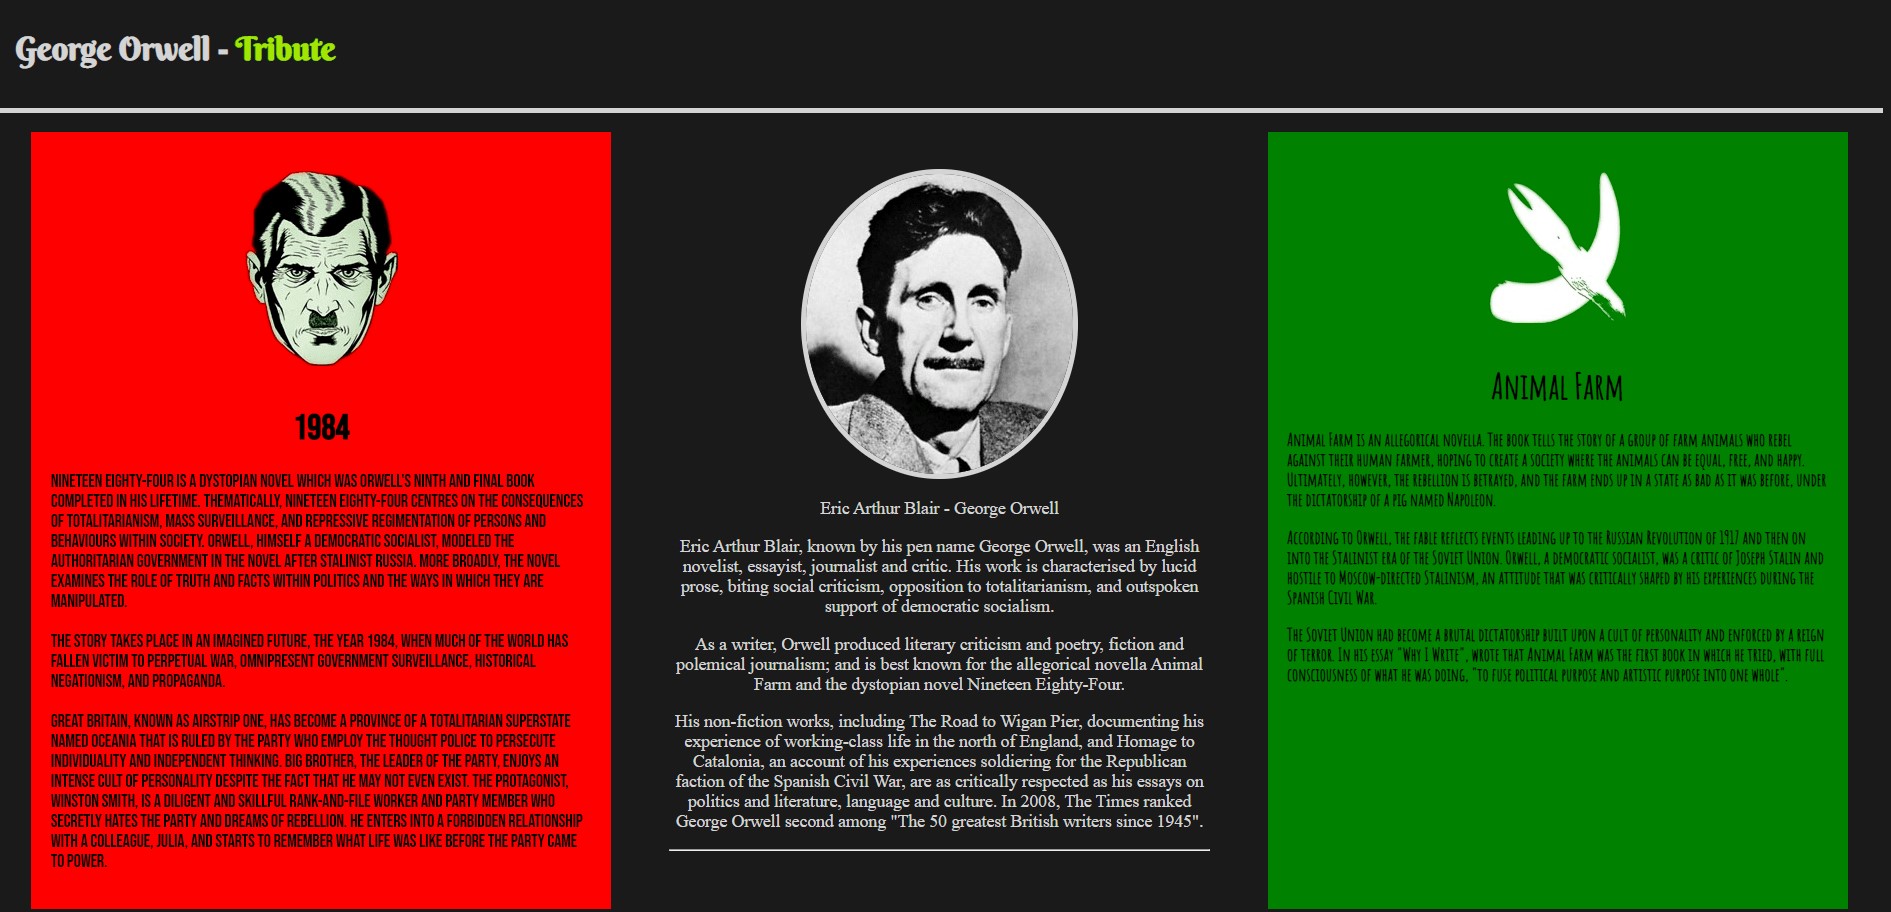 George Orwell - Tribute
1984
NINETEEN EIGHTY-FOUR IS A DYSTOPIAN NOVEL WHICH WAS ORWELL'S NINTH AND FINAL BOOK
COMPLETED IN HIS LIFETIME. THEMATICALLY, NINETEEN EIGHTY-FOUR CENTRES ON THE CONSEQUENCES
OF TOTALITARIANISM, MASS SURVEILLANCE, AND REPRESSIVE REGIMENTATION OF PERSONS AND
BEHAVIOURS WITHIN SOCIETY. ORWELL, HIMSELF A DEMOCRATIC SOCIALIST, MODELED THE
AUTHORITARIAN GOVERNMENT IN THE NOVEL AFTER STALINIST RUSSIA. MORE BROADLY, THE NOVEL
EXAMINES THE ROLE OF TRUTH AND FACTS WITHIN POLITICS AND THE WAYS IN WHICH THEY ARE
MANIPULATED.
THE STORY TAKES PLACE IN AN IMAGINED FUTURE, THE YEAR 1984, WHEN MUCH OF THE WORLD HAS
FALLEN VICTIM TO PERPETUAL WAR, OMNIPRESENT GOVERNMENT SURVEILLANCE, HISTORICAL
NEGATIONISM, AND PROPAGANDA.
GREAT BRITAIN, KNOWN AS AIRSTRIP ONE, HAS BECOME A PROVINCE OF A TOTALITARIAN SUPERSTATE
NAMED OCEANIA THAT IS RULED BY THE PARTY WHO EMPLOY THE THOUGHT POLICE TO PERSECUTE
INDIVIDUALITY AND INDEPENDENT THINKING. BIG BROTHER, THE LEADER OF THE PARTY, ENJOYS AN
INTENSE CULT OF PERSONALITY DESPITE THE FACT THAT HE MAY NOT EVEN EXIST. THE PROTAGONIST,
WINSTON SMITH, IS A DILIGENT AND SKILLFUL RANK-AND-FILE WORKER AND PARTY MEMBER WHO
SECRETLY HATES THE PARTY AND DREAMS OF REBELLION. HE ENTERS INTO A FORBIDDEN RELATIONSHIP
WITH A COLLEAGUE, JULIA, AND STARTS TO REMEMBER WHAT LIFE WAS LIKE BEFORE THE PARTY CAME
TO POWER.
Eric Arthur Blair - George Orwell
Eric Arthur Blair, known by his pen name George Orwell, was an English
novelist, essayist, journalist and critic. His work is characterised by lucid
prose, biting social criticism, opposition to totalitarianism, and outspoken
support of democratic socialism.
As a writer, Orwell produced literary criticism and poetry, fiction and
polemical journalism; and is best known for the allegorical novella Animal
Farm and the dystopian novel Nineteen Eighty-Four.
His non-fiction works, including The Road to Wigan Pier, documenting his
experience of working-class life in the north of England, and Homage to
Catalonia, an account of his experiences soldiering for the Republican
faction of the Spanish Civil War, are as critically respected as his essays on
politics and literature, language and culture. In 2008, The Times ranked
George Orwell second among "The 50 greatest British writers since 1945".
Animal Farm
Animal Farm is an allegorical novella. The book tells the story of a group of farm animals who rebel
against their human farmer, hoping to create a society where the animals can be equal, free, and happy.
Ultimately, however, the rebellion is betrayed, and the farm ends up in a state as bad as it was before, under
the dictatorship of a pig named Napoleon.
According to Orwell, the fable reflects events leading up to the Russian Revolution of 1917 and then on
into the Stalinist era of the Soviet Union. Orwell, a democratic socialist, was a critic of Joseph Stalin and
hostile to Moscow-directed Stalinism, an attitude that was critically shaped by his experiences during the
Spanish Civil War.
The Soviet Union had become a brutal dictatorship built upon a cult of personality and enforced by a reign
of terror. In his essay "Why I Write", wrote that Animal Farm was the first book in which he tried, with full
consciousness of what he was doing, "to fuse political purpose and artistic purpose into one whole".